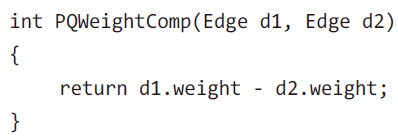 int PQWeightComp(Edge d1, Edge d2)
{
    return d1.weight - d2.weight;
}